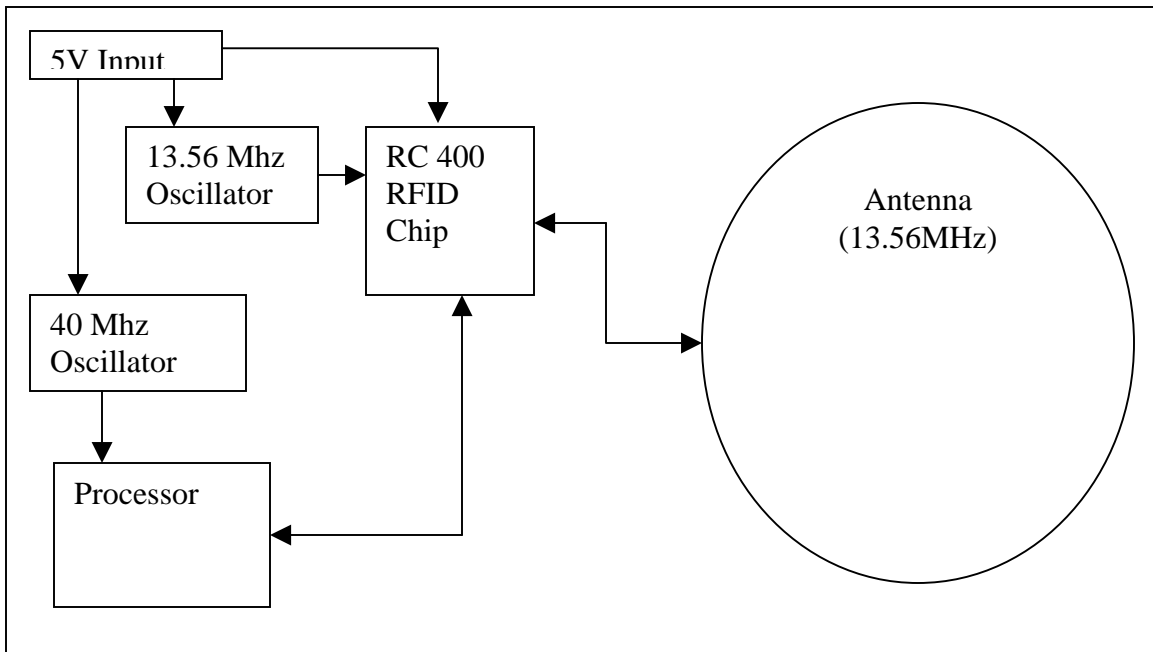 5V Input
13.56 Mhz
Oscillator
RC 400
RFID
Chip
Antenna
(13.56MHz)
40 Mhz
Oscillator
Processor